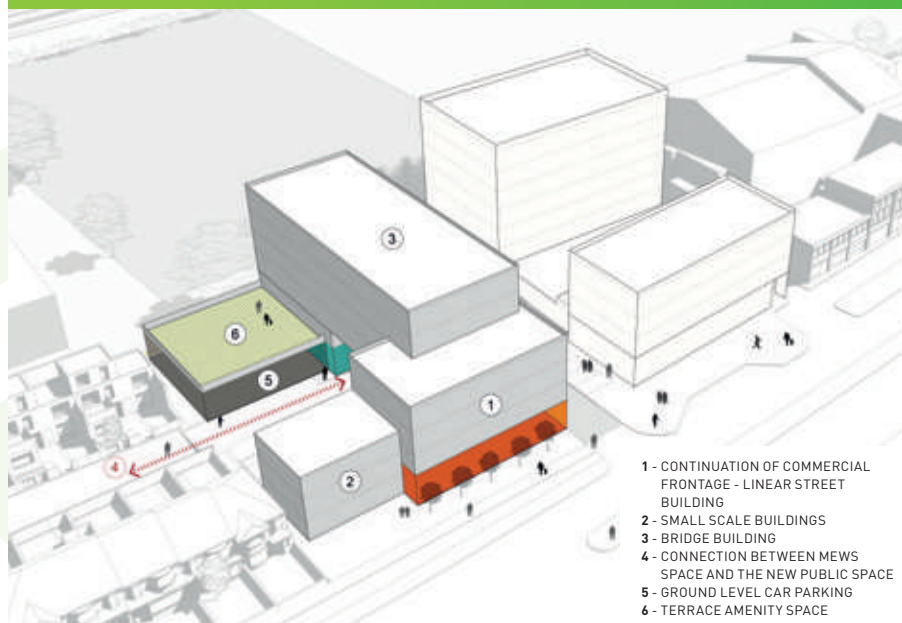 3
6
5
1
4
2
1 - CONTINUATION OF COMMERCIAL
FRONTAGE - LINEAR STREET
BUILDING
2 - SMALL SCALE BUILDINGS
3 - BRIDGE BUILDING
4 - CONNECTION BETWEEN MEWS
SPACE AND THE NEW PUBLIC SPACE
5 - GROUND LEVEL CAR PARKING
6 - TERRACE AMENITY SPACE